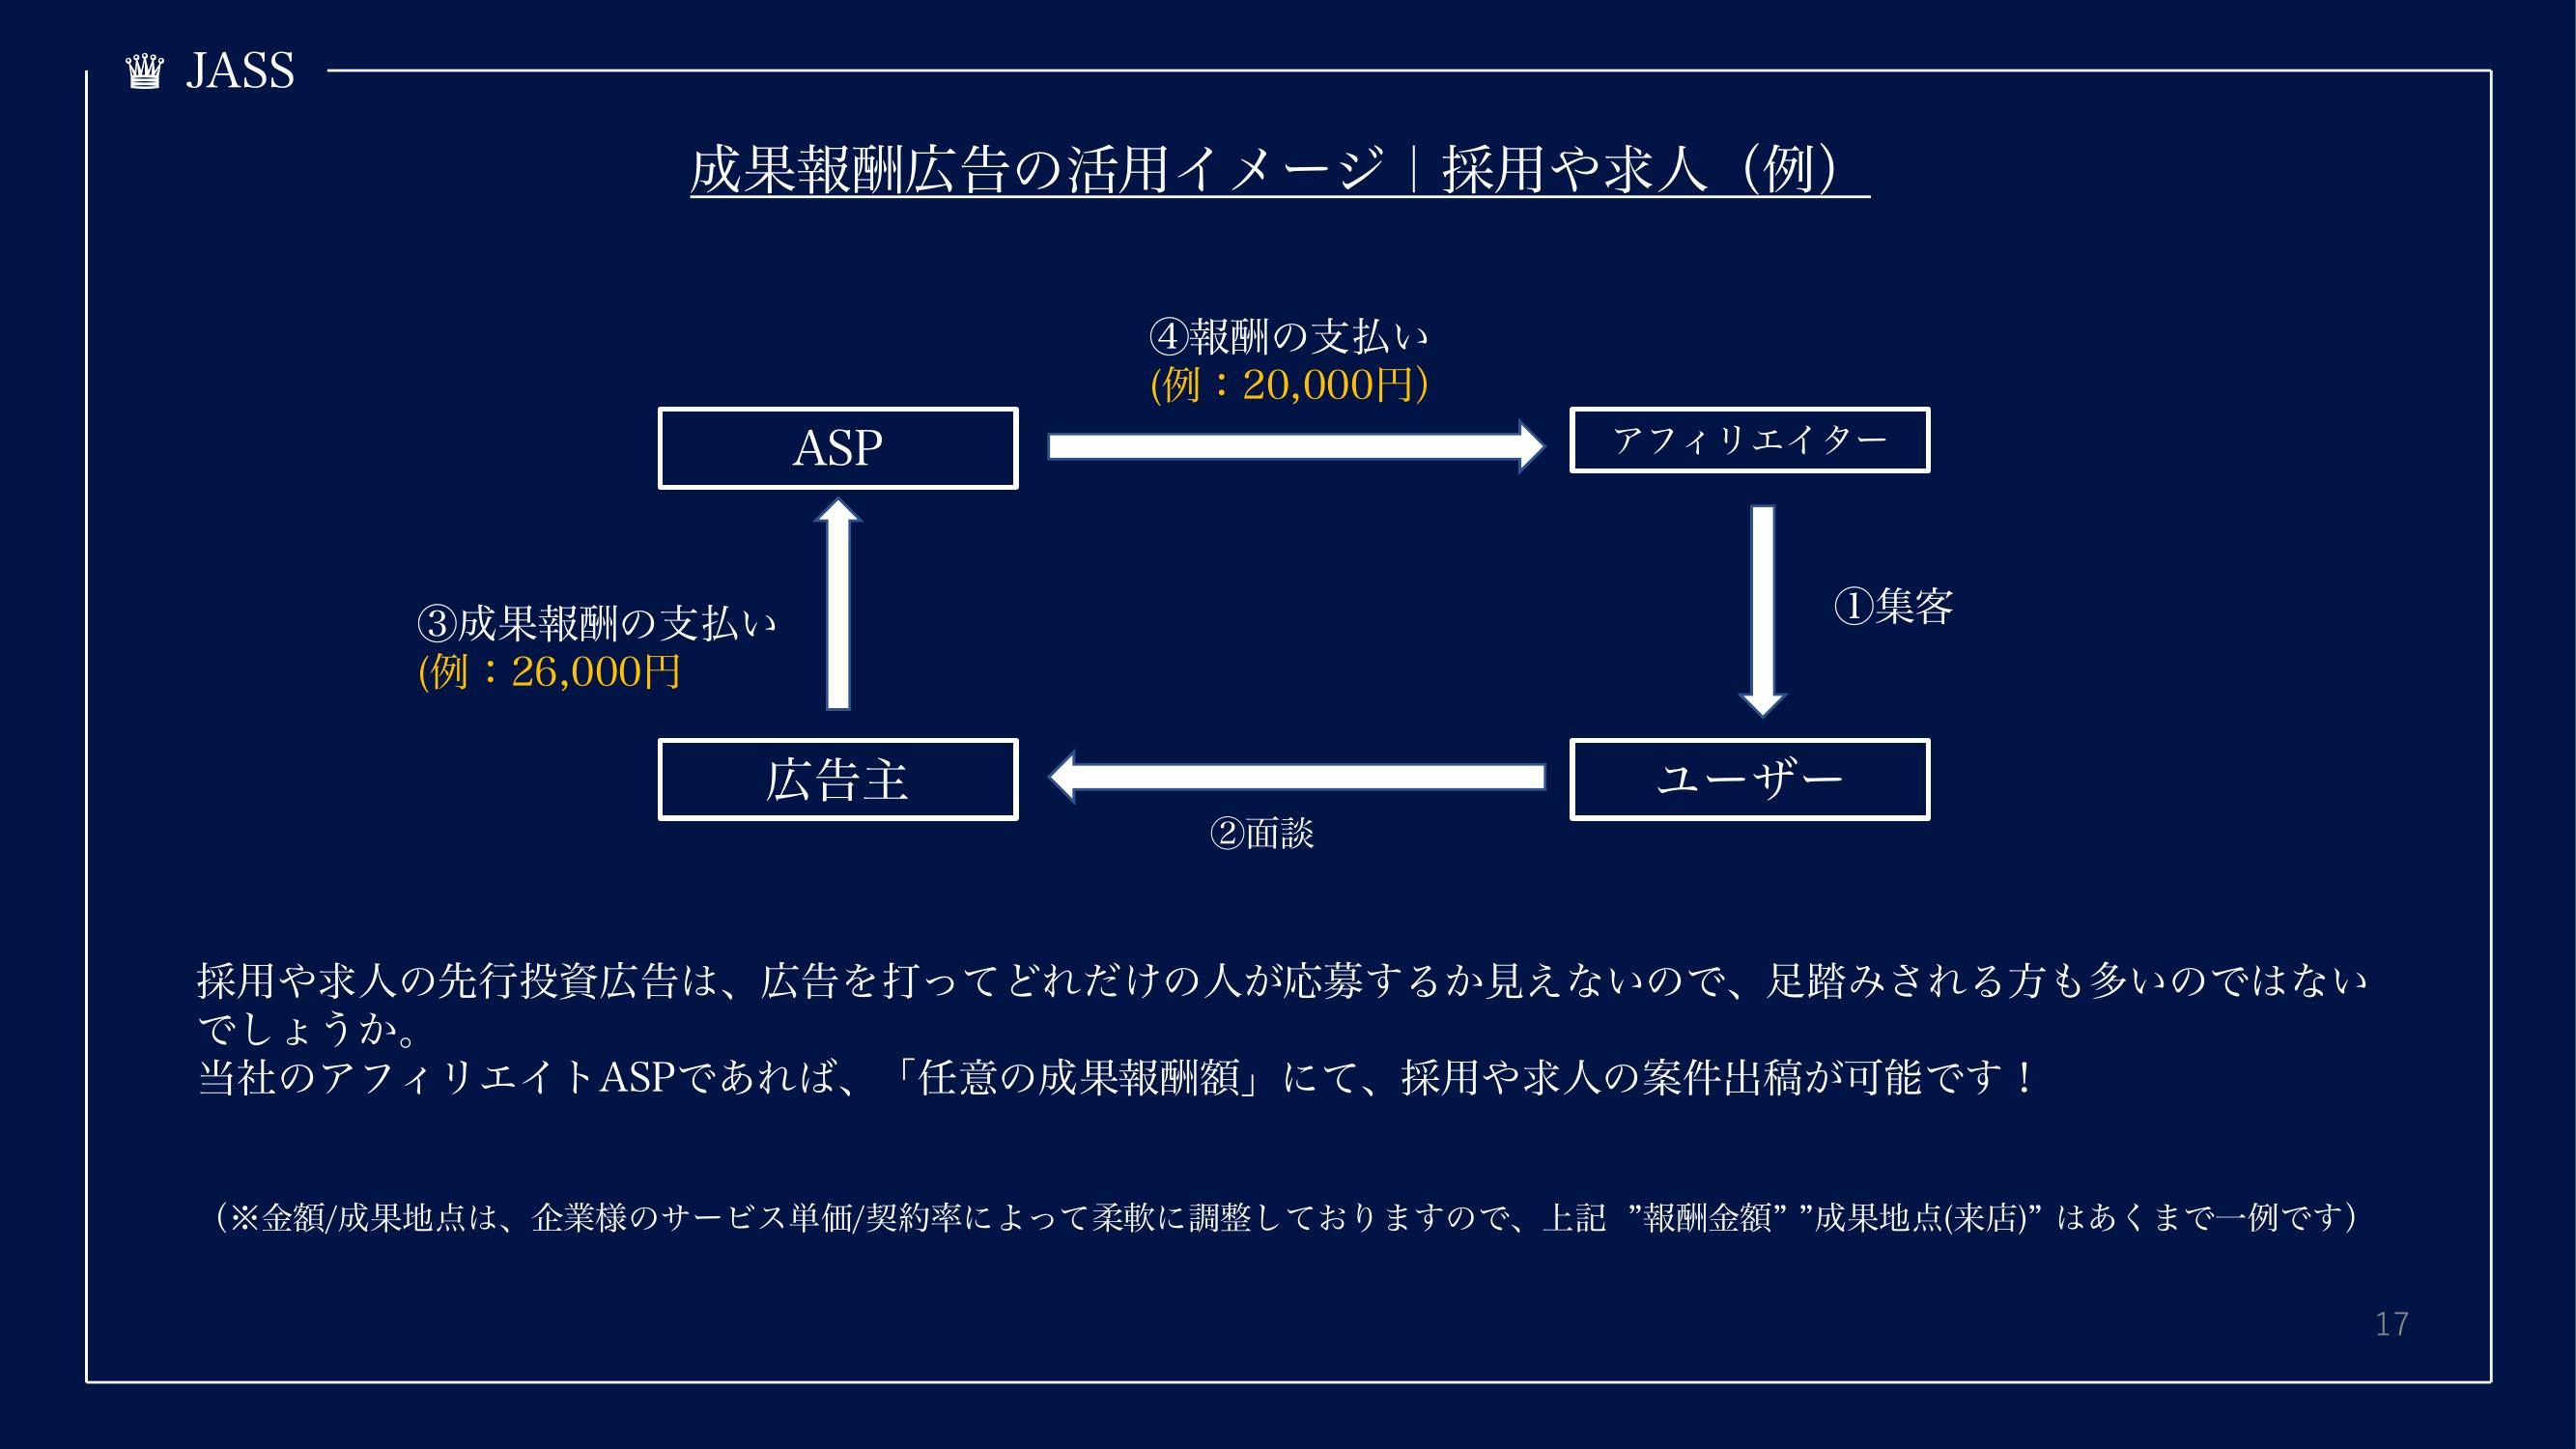 ♛ JASS
成果報酬広告の活用イメージ｜採用や求人（例）
④報酬の支払い
(例：20,000円)
ASP
アフィリエイター
③成果報酬の支払い
(例：26,000円
①集客
広告主
ユーザー
②面談
採用や求人の先行投資広告は、広告を打ってどれだけの人が応募するか見えないので、足踏みされる方も多いのではない
でしょうか。
当社のアフィリエイトASPであれば、「任意の成果報酬額」にて、採用や求人の案件出稿が可能です！
（※金額/成果地点は、企業様のサービス単価/契約率によって柔軟に調整しておりますので、上記 ”報酬金額” ”成果地点(来店)” はあくまで一例です）
17